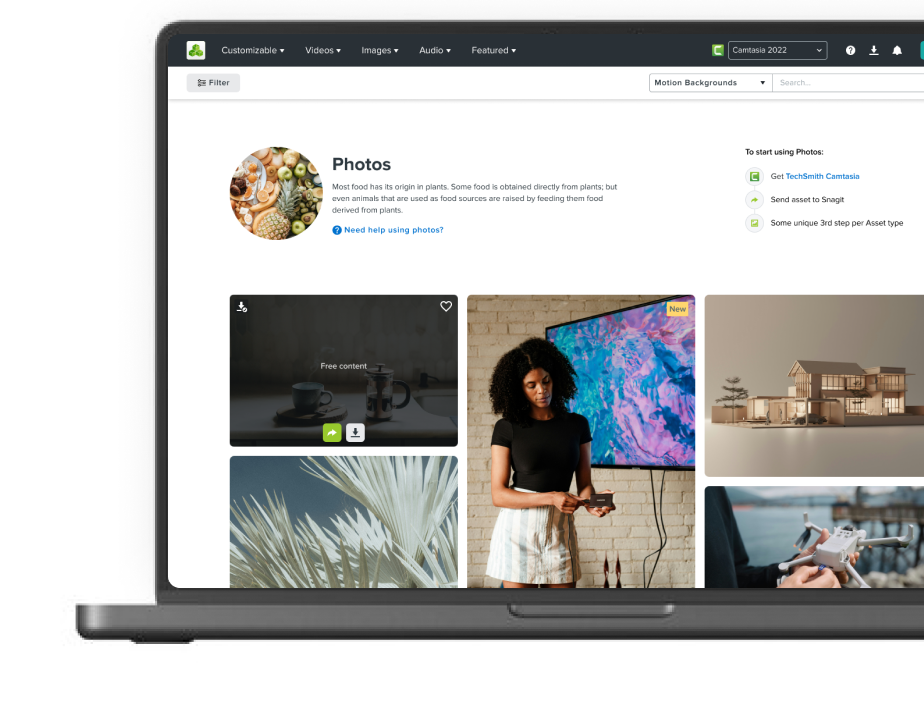 Customizable Videos Images Audio Featured Camtasia 2022
Filter Motion Backgrounds Search...
Photos
Most food has its origin in plants. Some food is obtained directly from plants; but
even animals that are used as food sources are raised by feeding them food
derived from plants.
Need help using photos?
To start using Photos:
Get TechSmith Camtasia
Send asset to Snagit
Some unique 3rd step per Asset type
Free content
New